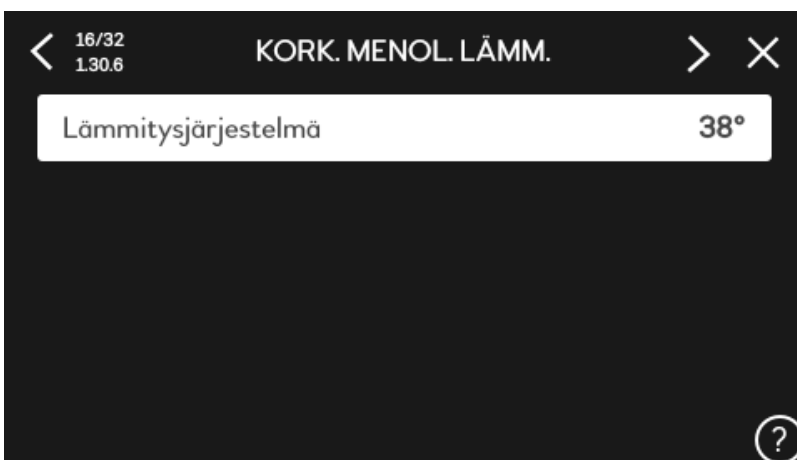 16/32
1.30.6
KORK. MENOL. LÄMM.
Lämmitysjärjestelmä 38°
?